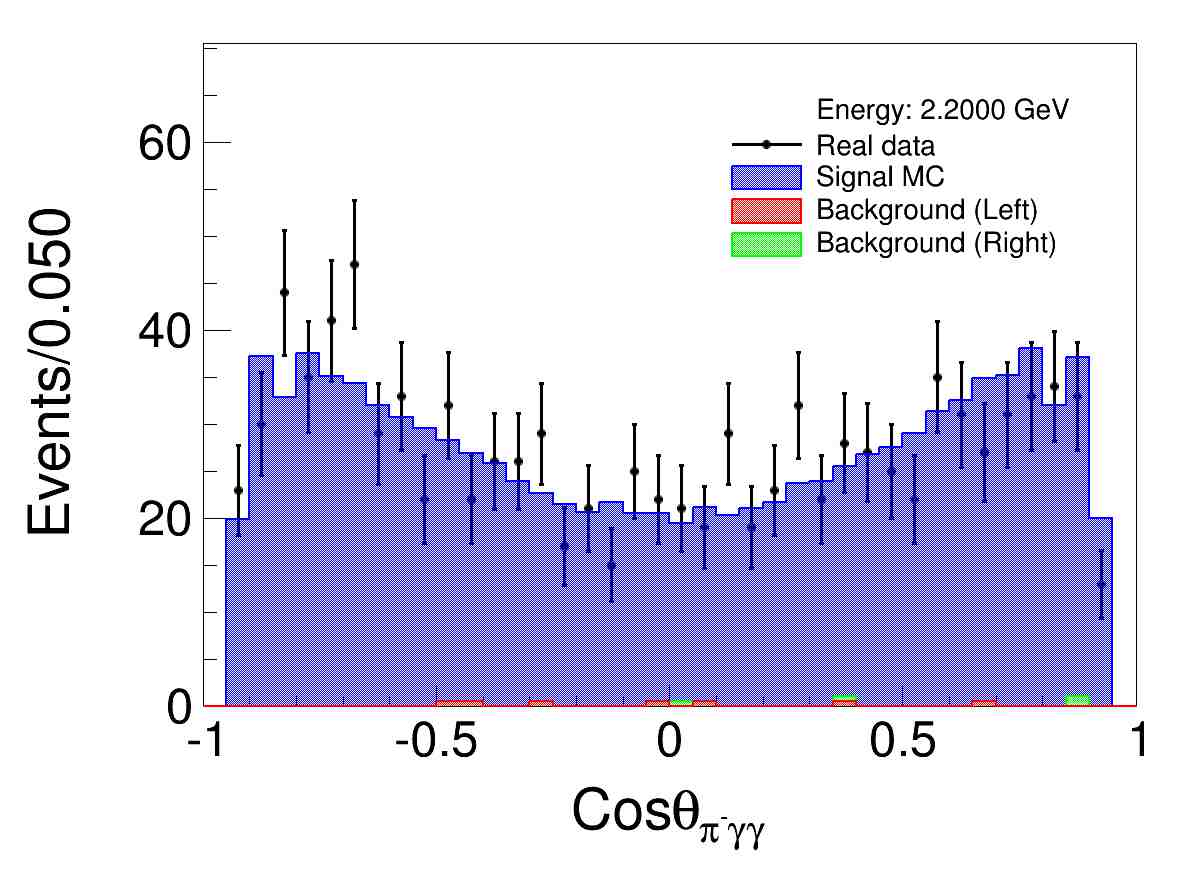 Energy: 2.2000 GeV
Real data
Signal MC
Background (Left)
Background (Right)
Events/0.050
60
40
20
0
-1 -0.5 0 0.5 1
Cosθπ⁻γγ